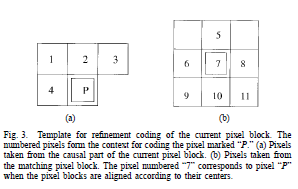 1 2 3
4 P
5
6 7 8
9 10 11
(a) (b)
Fig. 3. Template for refinement coding of the current pixel block. The
numbered pixels form the context for coding the pixel marked “P.” (a) Pixels
taken from the causal part of the current pixel block. (b) Pixels taken from
the matching pixel block. The pixel numbered “7” corresponds to pixel “P”
when the pixel blocks are aligned according to their centers.